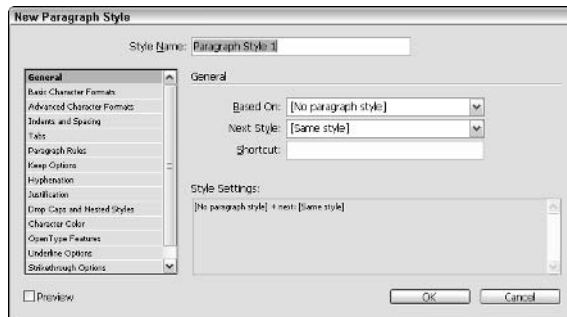 New Paragraph Style
Style Name: Paragraph Style 1
General
Basic Character Formats
Advanced Character Formats
Indents and Spacing
Tabs
Paragraph Rules
Keep Options
Hyphenation
Justification
Drop Caps and Nested Styles
Character Color
OpenType Features
Underline Options
Strikethrough Options
General
Based On: [No paragraph style]
Next Style: [Same style]
Shortcut:
Style Settings:
[No paragraph style] + next: [Same style]
Preview
OK
Cancel